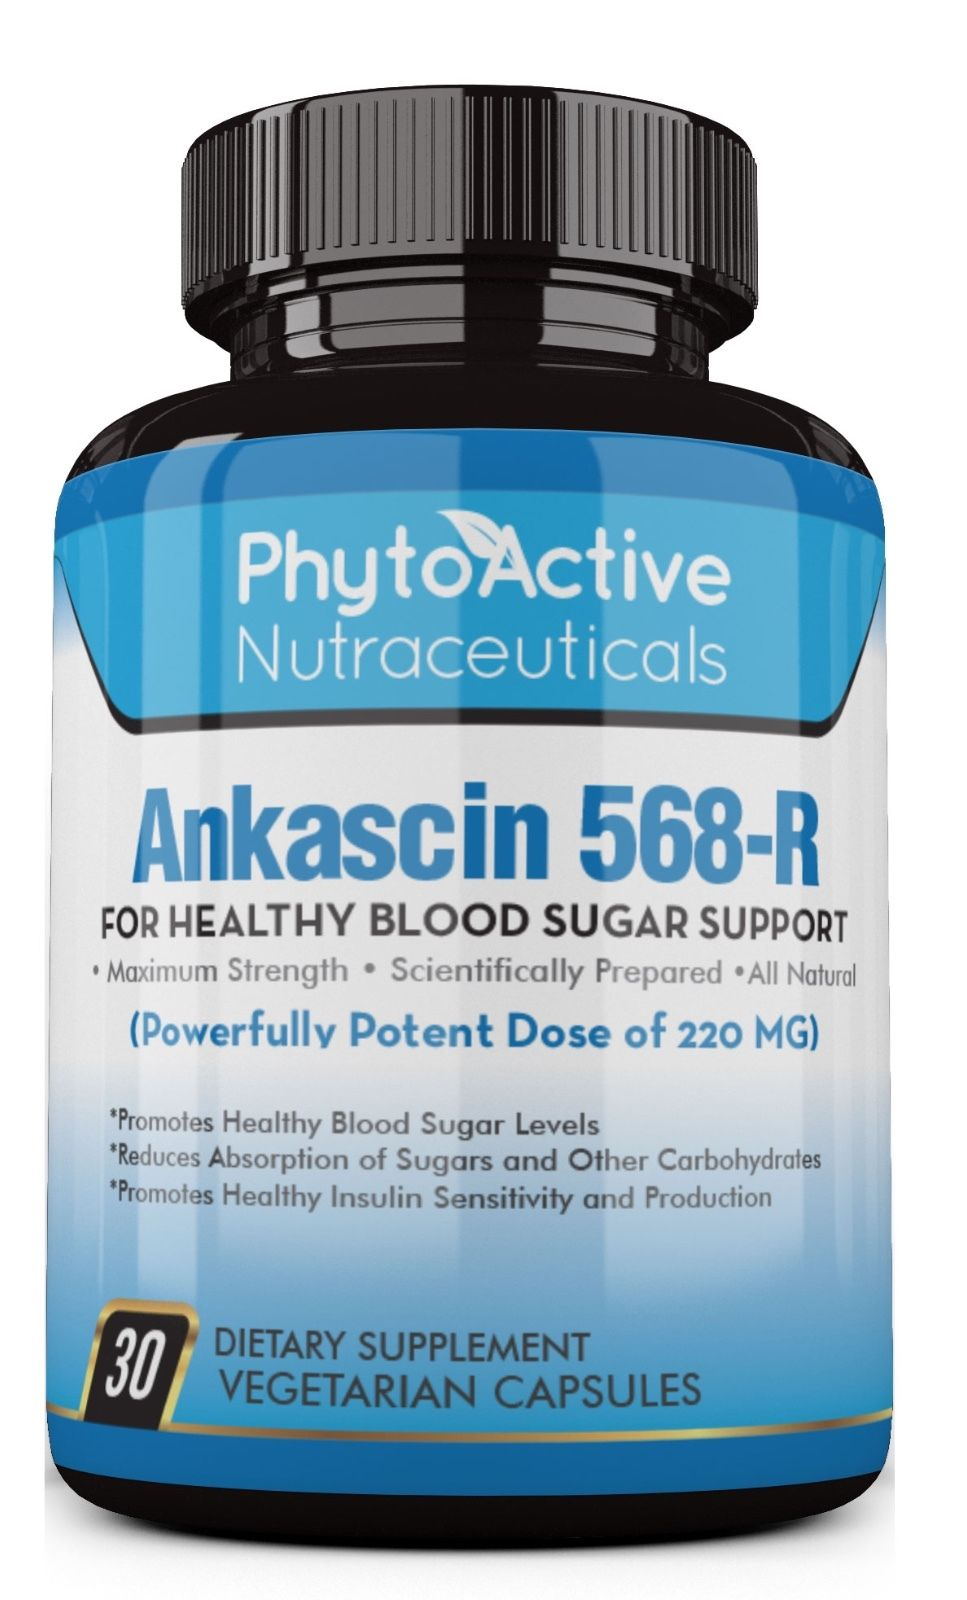 PhytoActive
Nutraceuticals
Ankascin 568-R
FOR HEALTHY BLOOD SUGAR SUPPORT
• Maximum Strength • Scientifically Prepared •All Natural
(Powerfully Potent Dose of 220 MG)
*Promotes Healthy Blood Sugar Levels
*Reduces Absorption of Sugars and Other Carbohydrates
*Promotes Healthy Insulin Sensitivity and Production
30
DIETARY SUPPLEMENT
VEGETARIAN CAPSULES